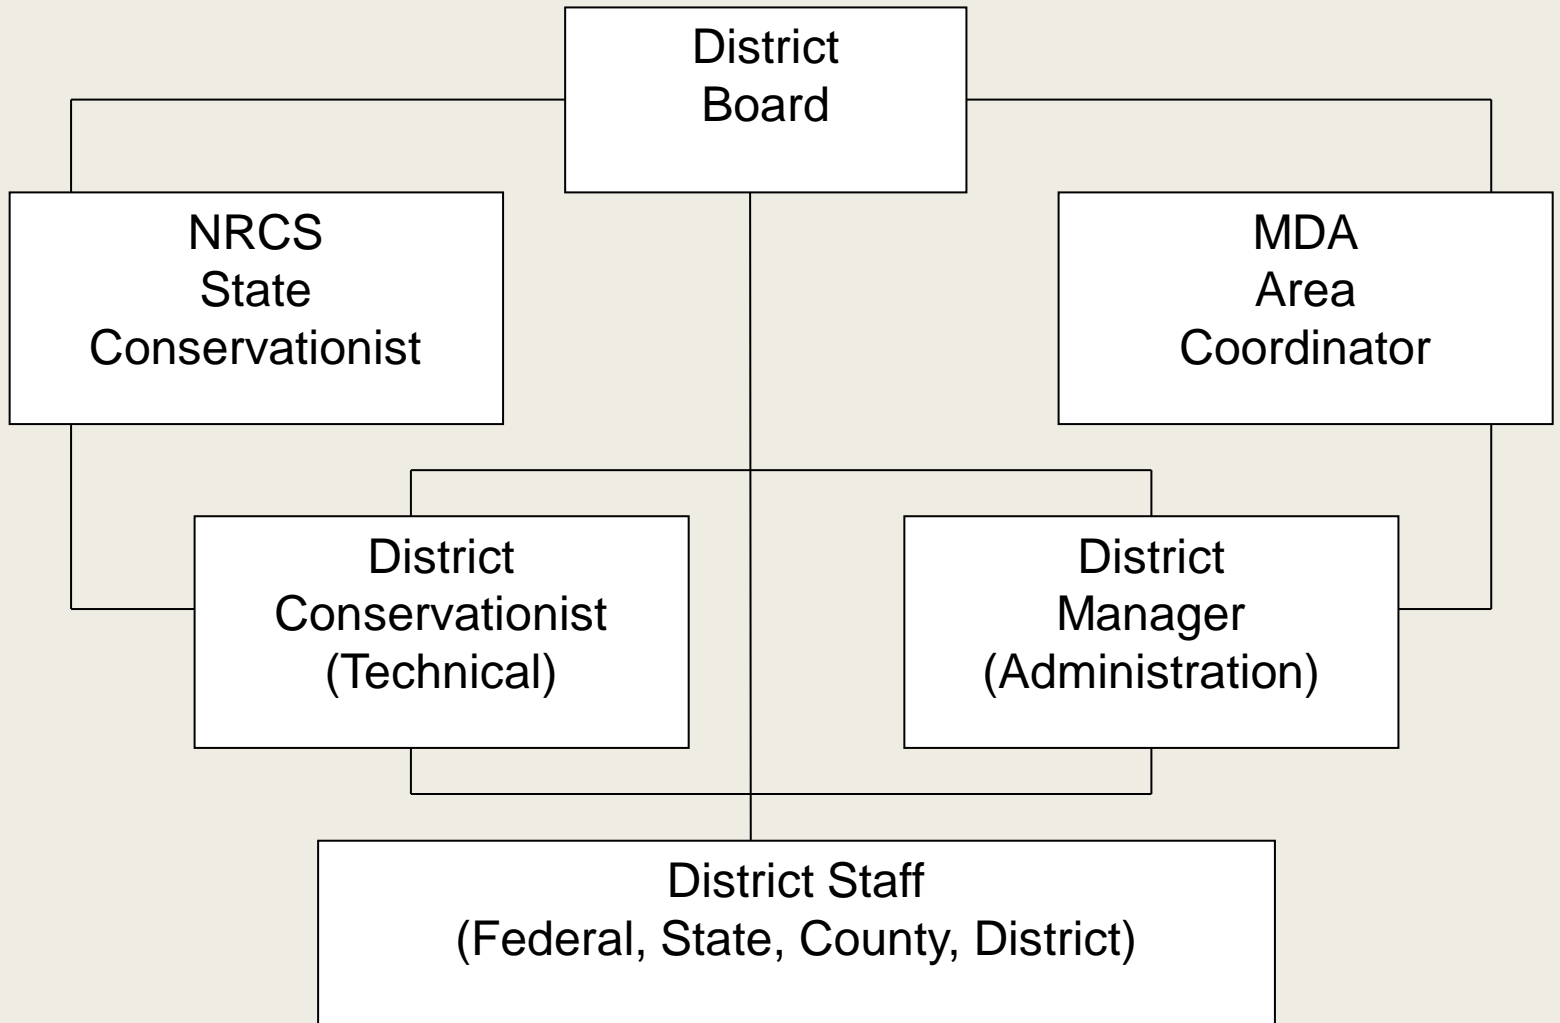 District
Board
NRCS
State
Conservationist
MDA
Area
Coordinator
District
Conservationist
(Technical)
District
Manager
(Administration)
District Staff
(Federal, State, County, District)